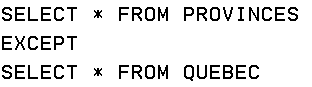 SELECT * FROM PROVINCES
EXCEPT
SELECT * FROM QUEBEC